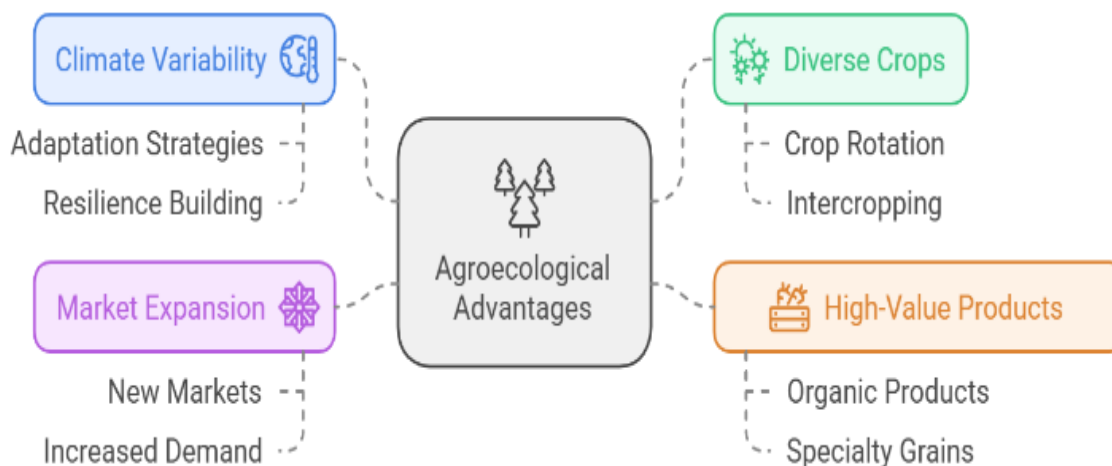 Climate Variability
Adaptation Strategies
Resilience Building
Market Expansion
New Markets
Increased Demand
Agroecological
Advantages
Diverse Crops
Crop Rotation
Intercropping
High-Value Products
Organic Products
Specialty Grains